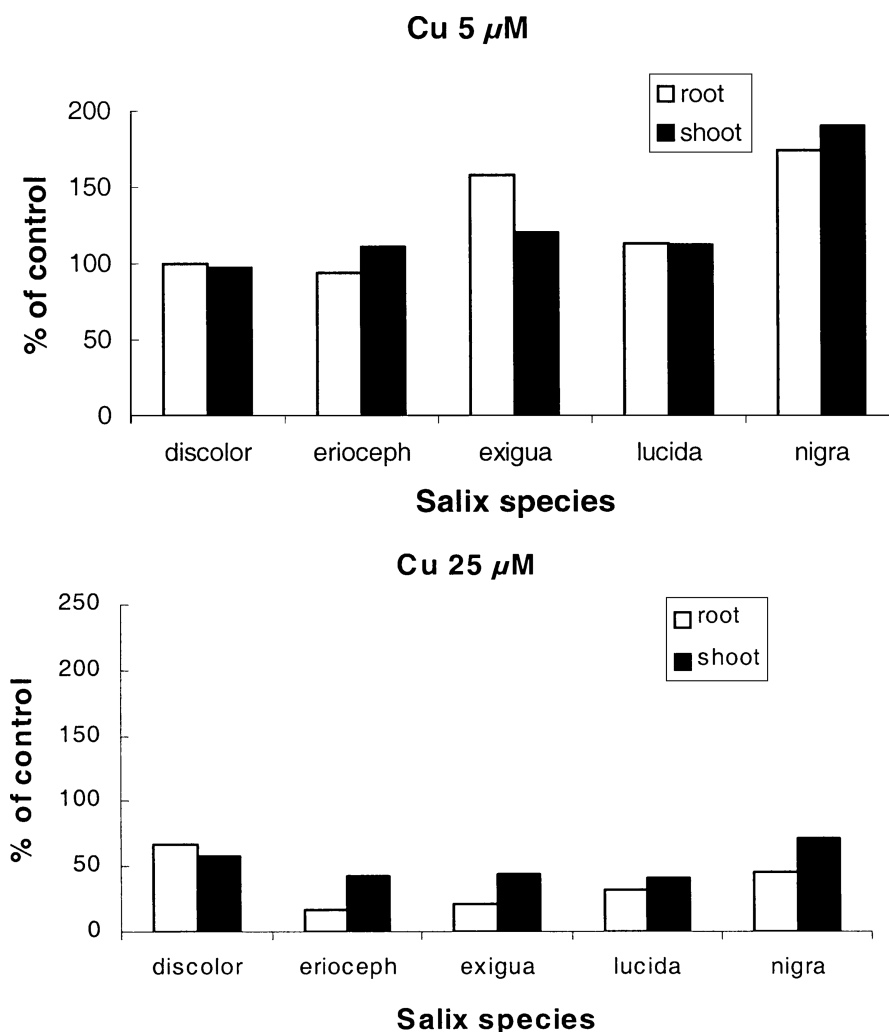 Cu 5 µM
root
shoot
200
150
100
50
0
% of control
discolor erioceph exigua lucida nigra
Salix species
Cu 25 µM
root
shoot
250
200
150
100
50
0
% of control
discolor erioceph exigua lucida nigra
Salix species